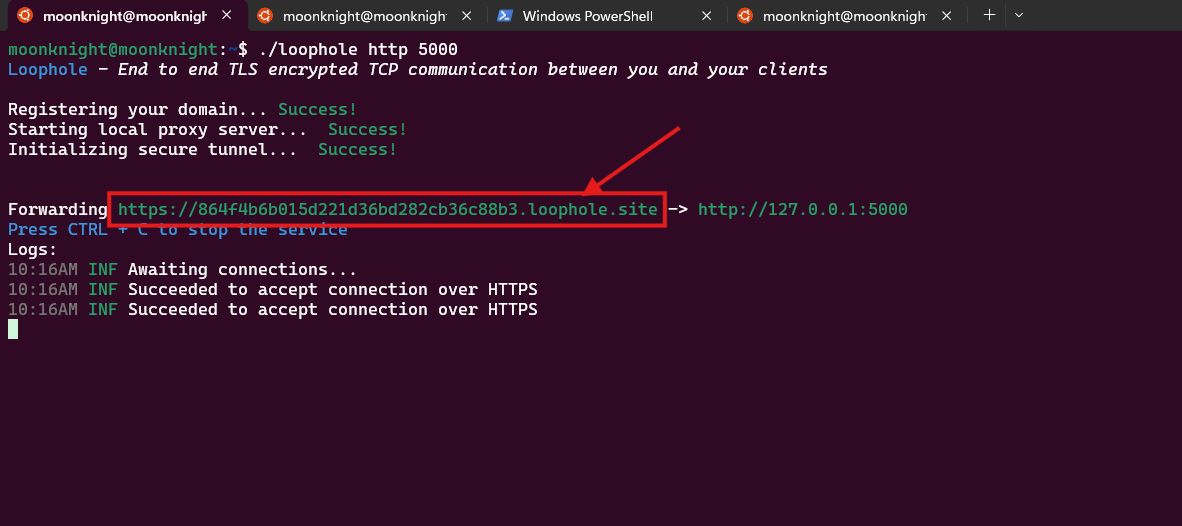 moonknight@moonknight
moonknight@moonknight
Windows PowerShell
moonknight@moonknight
moonknight@moonknight:~$ ./loophole http 5000
Loophole - End to end TLS encrypted TCP communication between you and your clients
Registering your domain... Success!
Starting local proxy server... Success!
Initializing secure tunnel... Success!
Forwarding https://864f4b6b015d221d36bd282cb36c88b3.loophole.site -> http://127.0.0.1:5000
Press CTRL + C to stop the service
Logs:
10:16AM INF Awaiting connections...
10:16AM INF Succeeded to accept connection over HTTPS
10:16AM INF Succeeded to accept connection over HTTPS